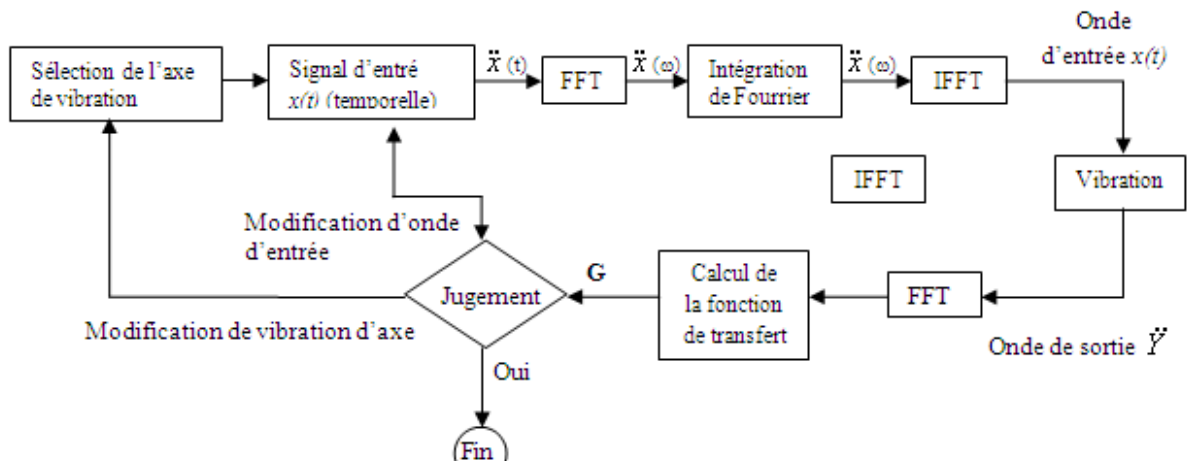 Sélection de l'axe
de vibration
Signal d'entré
x(t) (temporelle)
ẍ (t)
FFT
ẍ (ω)
Intégration
de Fourrier
ẍ (ω)
IFFT
Onde
d'entrée x(t)
IFFT
Vibration
Modification d'onde
d'entrée
Jugement
G
Calcul de
la fonction
de transfert
FFT
Modification de vibration d'axe
Onde de sortie Ÿ
Oui
Fin